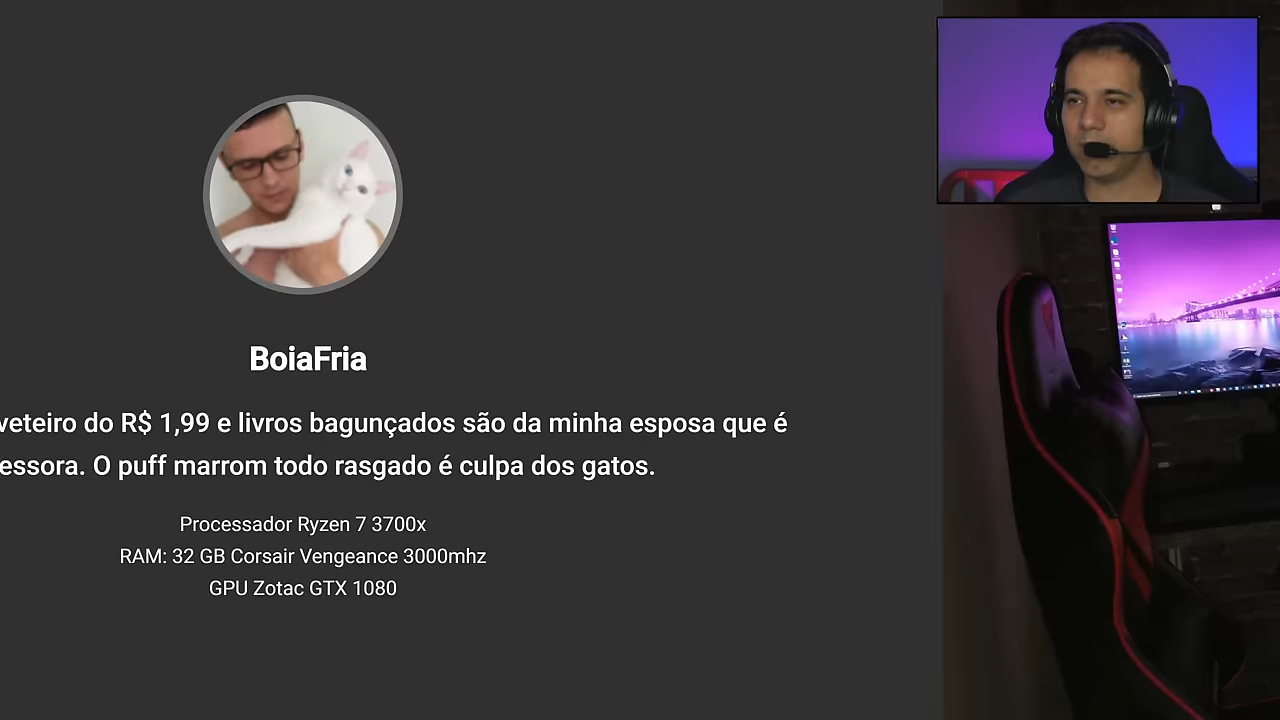 BoiaFria
veteiro do R$ 1,99 e livros bagunçados são da minha esposa que é
essora. O puff marrom todo rasgado é culpa dos gatos.
Processador Ryzen 7 3700x
RAM: 32 GB Corsair Vengeance 3000mhz
GPU Zotac GTX 1080